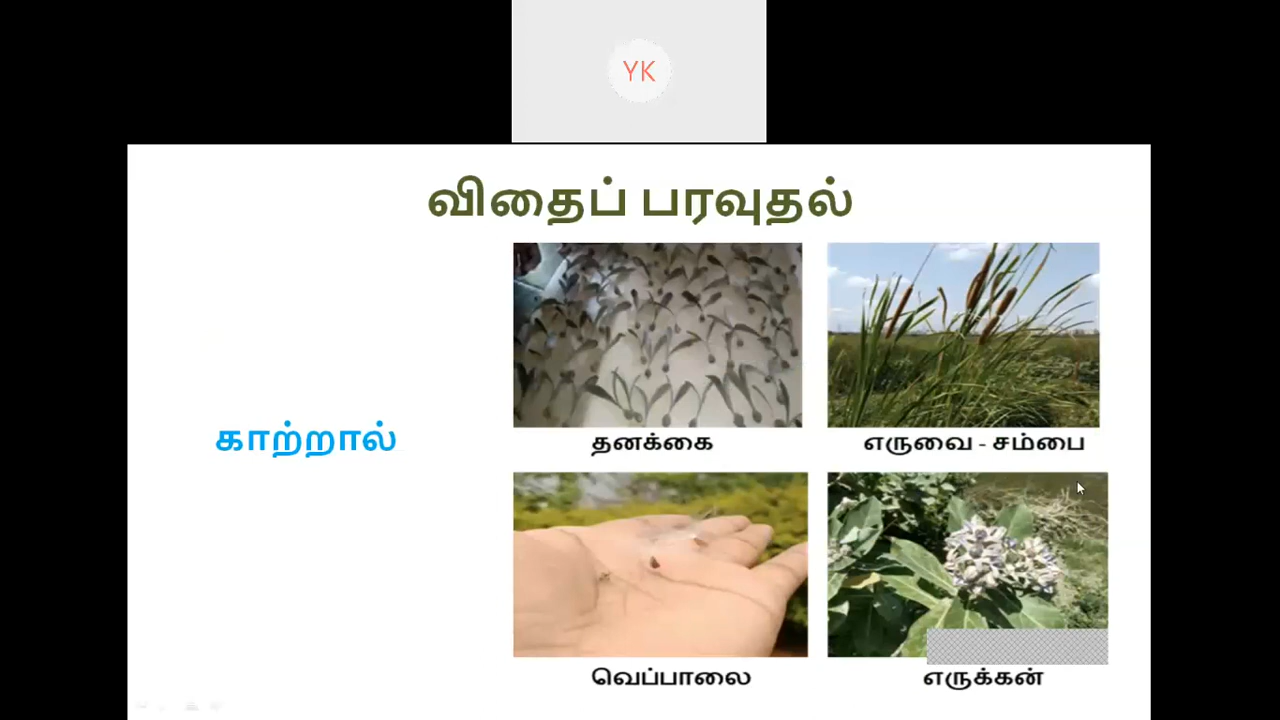 YK
விதைப் பரவுதல்
காற்றால்
தனக்கை
எருவை - சம்பை
வெப்பாலை
எருக்கன்